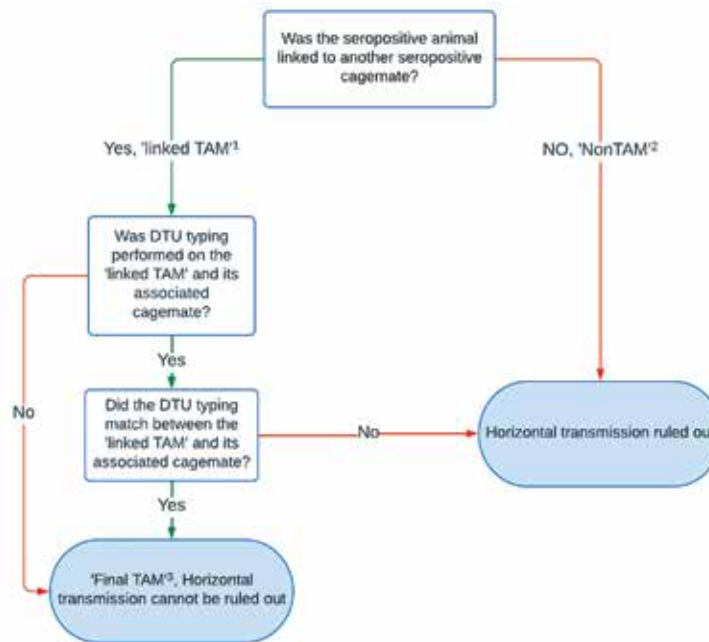 Was the seropositive animal
linked to another seropositive
cagemate?
Yes, 'linked TAM'¹
NO, 'NonTAM'²
Was DTU typing
performed on the
'linked TAM' and its
associated
cagemate?
Yes
No
Did the DTU typing
match between the
'linked TAM' and its
associated cagemate?
No
Horizontal transmission ruled ou
Yes
'Final TAM'³, Horizontal
transmission cannot be ruled out